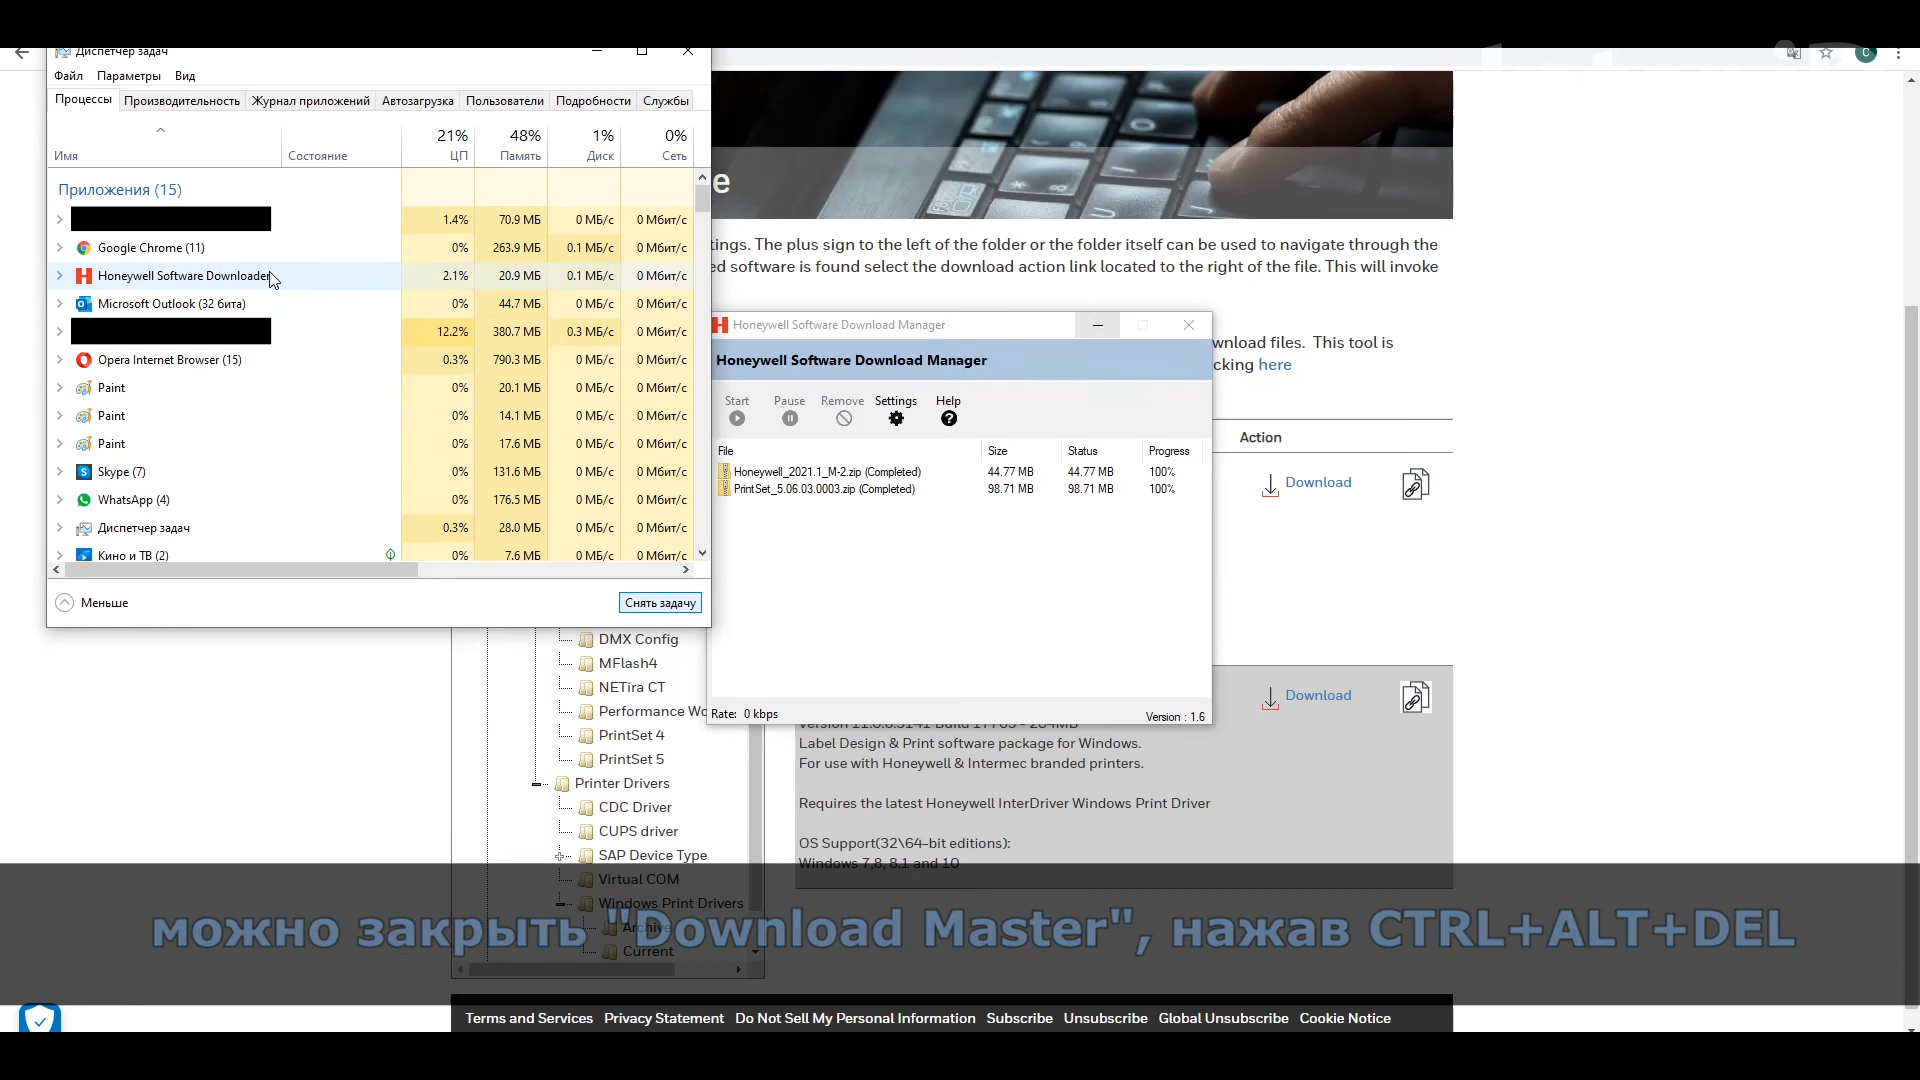 Диспетчер задач
Файл Параметры Вид
Процессы Производительность Журнал приложений Автозагрузка Пользователи Подробности Службы
21% 48% 1% 0%
Имя Состояние ЦП Память Диск Сеть
Приложения (15)
1.4% 70.9 МБ 0 МБ/с 0 Мбит/с
Google Chrome (11) 0% 263.9 МБ 0.1 МБ/с 0 Мбит/с
Honeywell Software Downloader 2.1% 20.9 МБ 0.1 МБ/с 0 Мбит/с
Microsoft Outlook (32 бита) 0% 44.7 МБ 0 МБ/с 0 Мбит/с
12.2% 380.7 МБ 0.3 МБ/с 0 Мбит/с
Opera Internet Browser (15) 0.3% 790.3 МБ 0 МБ/с 0 Мбит/с
Paint 0% 20.1 МБ 0 МБ/с 0 Мбит/с
Paint 0% 14.1 МБ 0 МБ/с 0 Мбит/с
Paint 0% 17.6 МБ 0 МБ/с 0 Мбит/с
Skype (7) 0% 131.6 МБ 0 МБ/с 0 Мбит/с
WhatsApp (4) 0% 176.5 МБ 0 МБ/с 0 Мбит/с
Диспетчер задач 0.3% 28.0 МБ 0 МБ/с 0 Мбит/с
Кино и ТВ (2) 0% 7.6 МБ 0 МБ/с 0 Мбит/с
Меньше Снять задачу
C
e
tings. The plus sign to the left of the folder or the folder itself can be used to navigate through the
ed software is found select the download action link located to the right of the file. This will invoke
wnload files. This tool is
cking here
Honeywell Software Download Manager
Honeywell Software Download Manager
Start Pause Remove Settings Help
File Size Status Progress
Honeywell_2021.1_M-2.zip (Completed) 44.77 MB 44.77 MB 100%
PrintSet_5.06.03.0003.zip (Completed) 98.71 MB 98.71 MB 100%
Rate: 0 kbps Version : 1.6
Action
Download
Download
DMX Config
MFlash4
NETira CT
Performance Wo
PrintSet 4
PrintSet 5
Printer Drivers
CDC Driver
CUPS driver
SAP Device Type
Virtual COM
Windows Print Drivers
Archive
Current
Label Design & Print software package for Windows.
For use with Honeywell & Intermec branded printers.
Requires the latest Honeywell InterDriver Windows Print Driver
OS Support(32\64-bit editions):
Windows 7,8, 8.1 and 10
можно закрыть "Download Master", нажав CTRL+ALT+DEL
Terms and Services Privacy Statement Do Not Sell My Personal Information Subscribe Unsubscribe Global Unsubscribe Cookie Notice